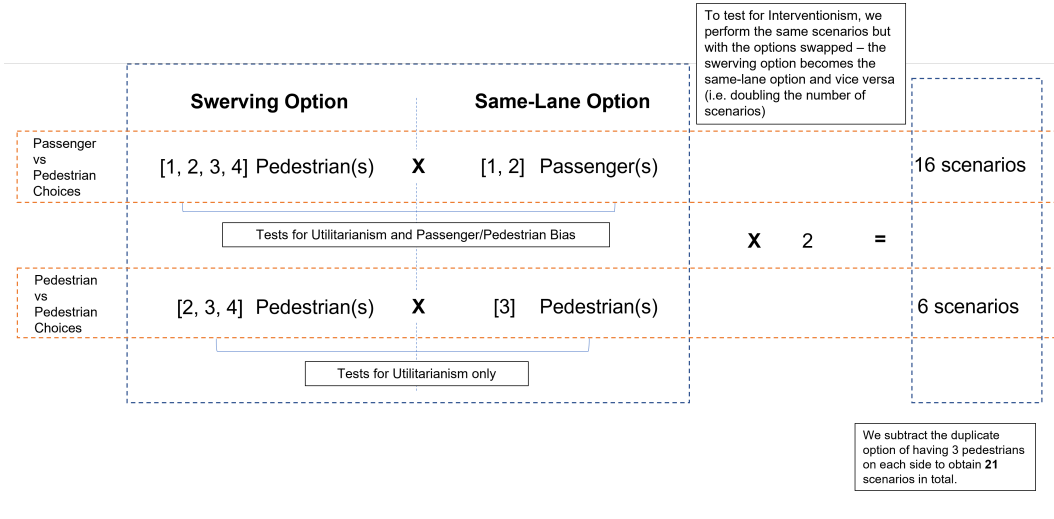 To test for Interventionism, we
perform the same scenarios but
with the options swapped – the
swerving option becomes the
same-lane option and vice versa
(i.e. doubling the number of
scenarios)
Swerving Option
Same-Lane Option
Passenger
vs
Pedestrian
Choices
[1, 2, 3, 4] Pedestrian(s) X [1, 2] Passenger(s)
16 scenarios
Tests for Utilitarianism and Passenger/Pedestrian Bias
X 2 =
Pedestrian
vs
Pedestrian
Choices
[2, 3, 4] Pedestrian(s) X [3] Pedestrian(s)
6 scenarios
Tests for Utilitarianism only
We subtract the duplicate
option of having 3 pedestrians
on each side to obtain 21
scenarios in total.